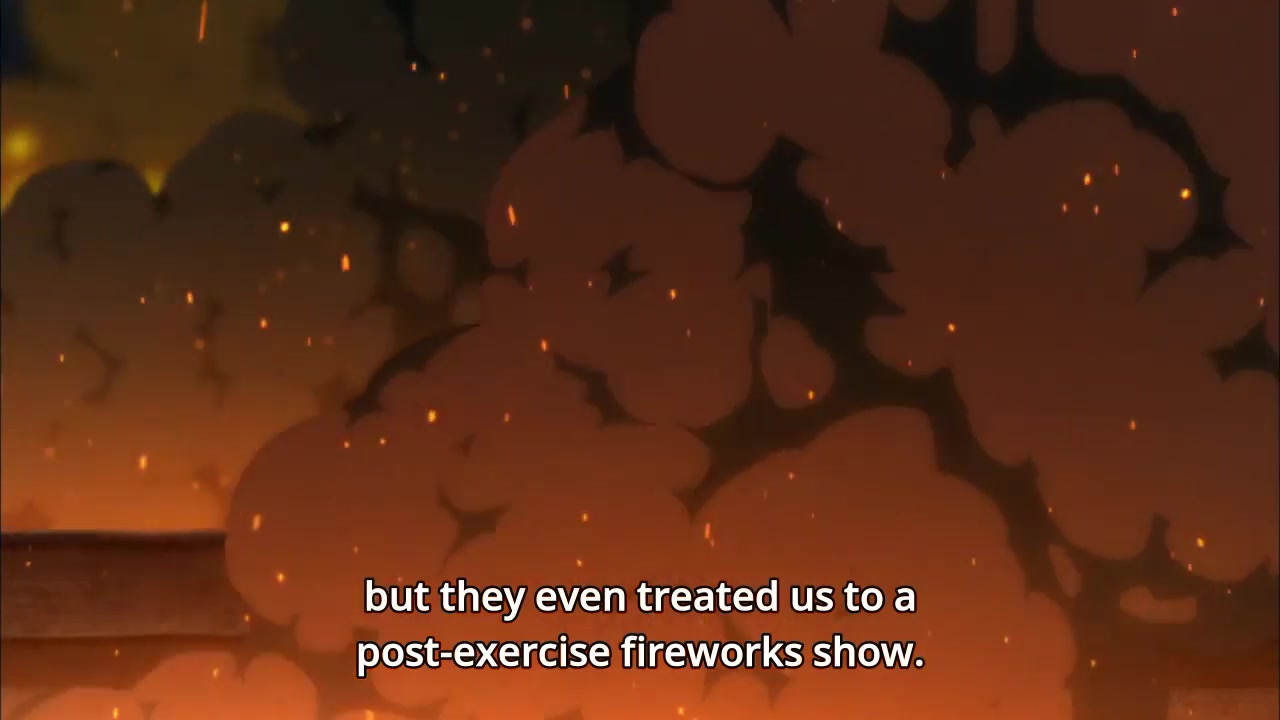 but they even treated us to a
post-exercise fireworks show.